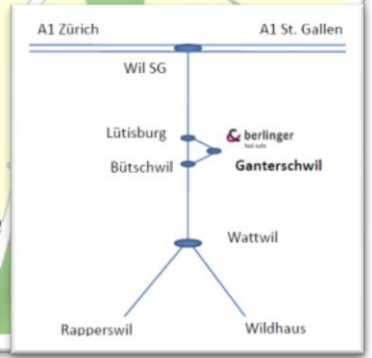 A1 Zürich
A1 St. Gallen
Wil SG
Lütisburg
& berlinger
Bütschwil
Ganterschwil
Wattwil
Rapperswil
Wildhaus